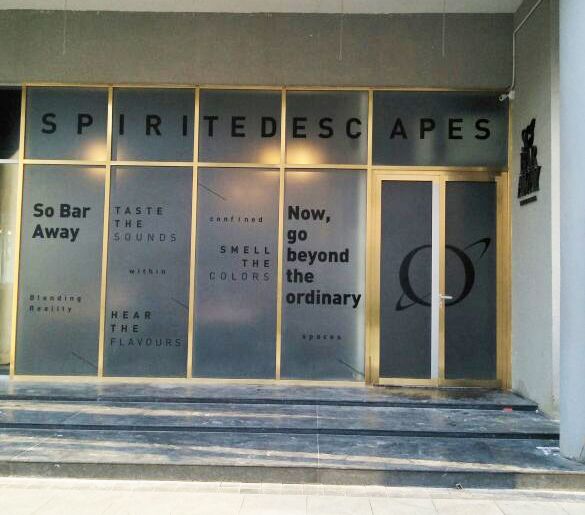 SPIRITEDESCAPES
So Bar
Away
Blending
Reality
TASTE
THE
SOUNDS
within
HEAR
THE
FLAVOURS
confined
SMELL
THE
COLORS
Now,
go
beyond
the
ordinary
spaces